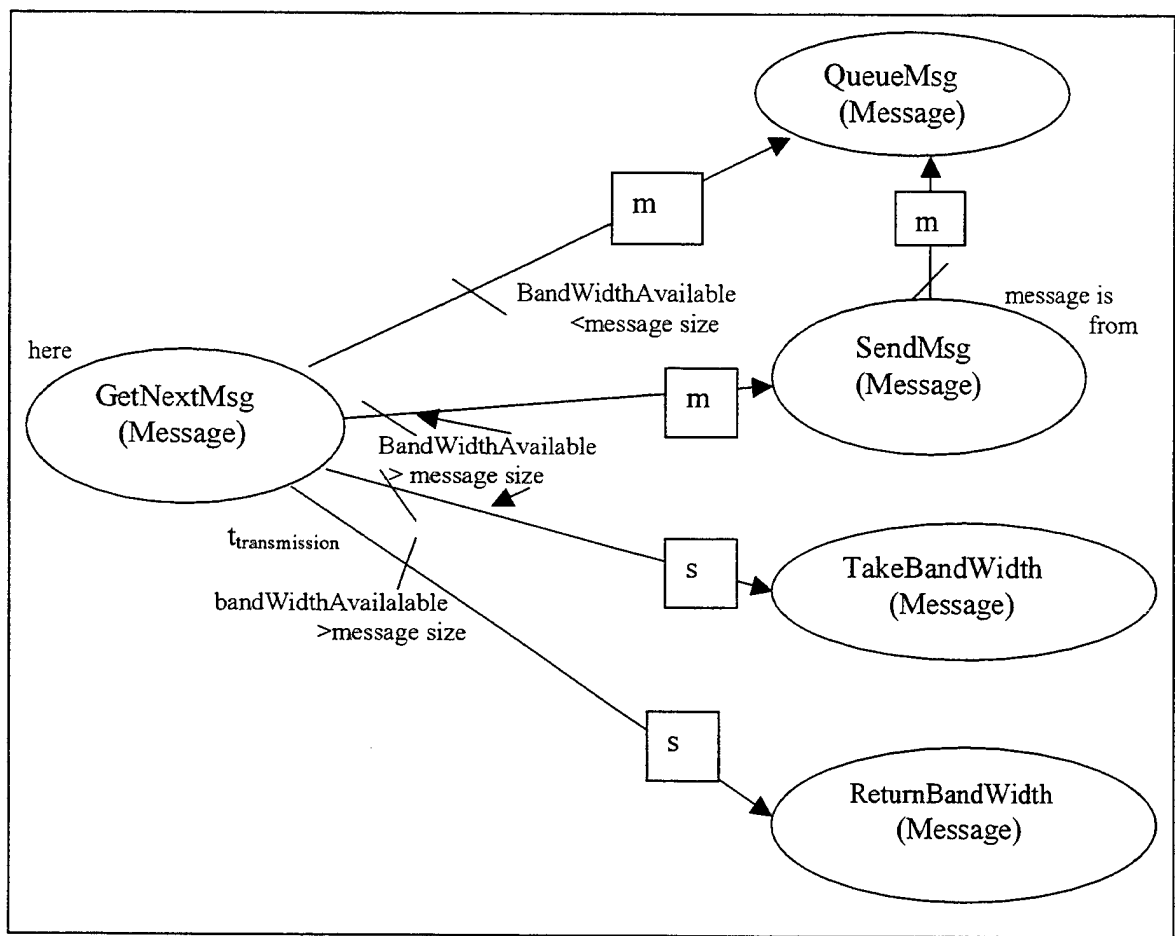 QueueMsg
(Message)
m
m
BandWidthAvailable
<message size
message is
from
here
SendMsg
(Message)
GetNextMsg
(Message)
m
BandWidthAvailable
> message size
t_transmission
s
TakeBandWidth
(Message)
bandWidthAvailalable
>message size
s
ReturnBandWidth
(Message)